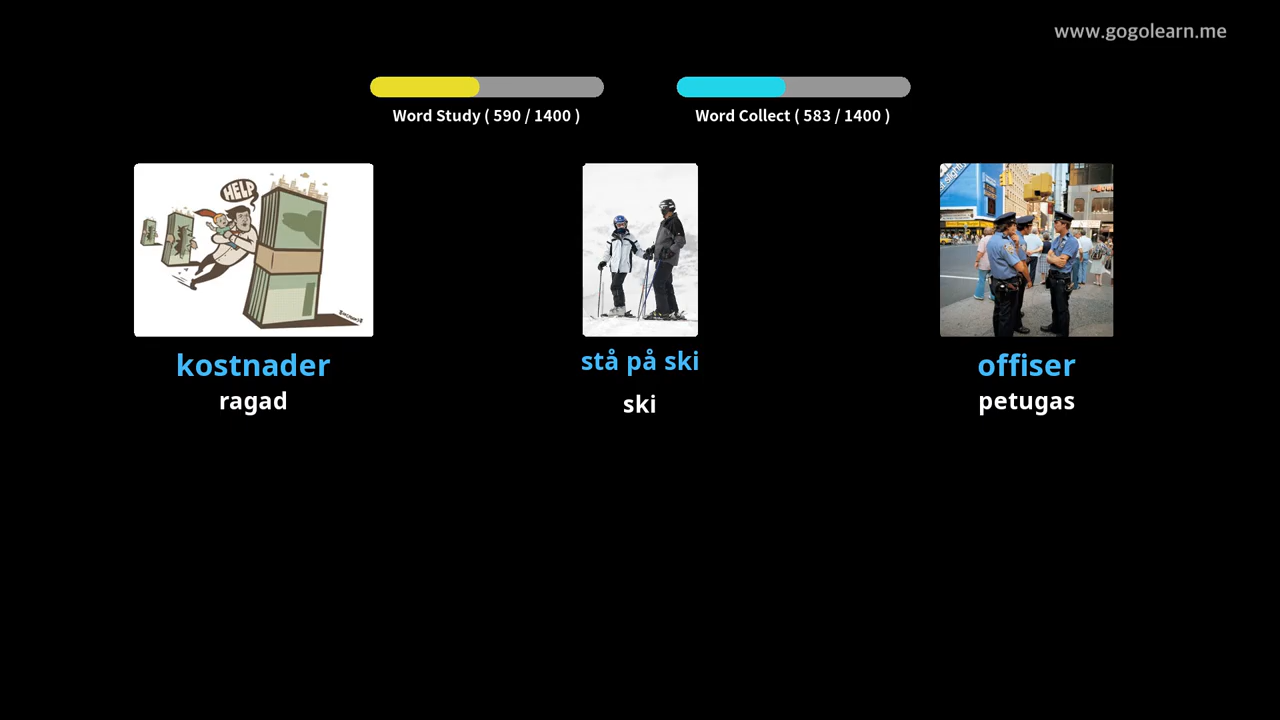 www.gogolearn.me
Word Study ( 590 / 1400 )
Word Collect ( 583 / 1400 )
HELP
kostnader
stå på ski
offiser
ragad
ski
petugas